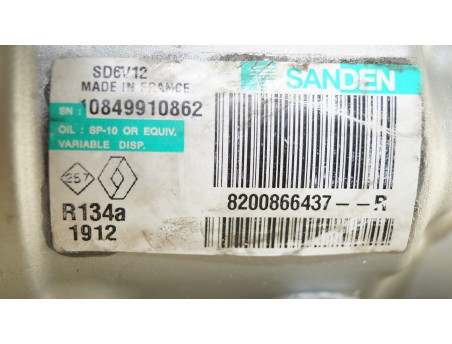 SD6V12
MADE IN FRANCE
SANDEN
SN : 10849910862
OIL : SP-10 OR EQUIV.
VARIABLE DISP.
257
8200866437--R
R134a
1912